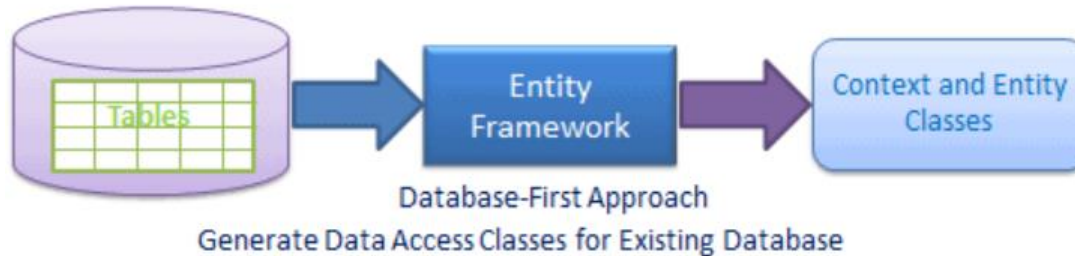 Tables
Entity
Framework
Context and Entity
Classes
Database-First Approach
Generate Data Access Classes for Existing Database